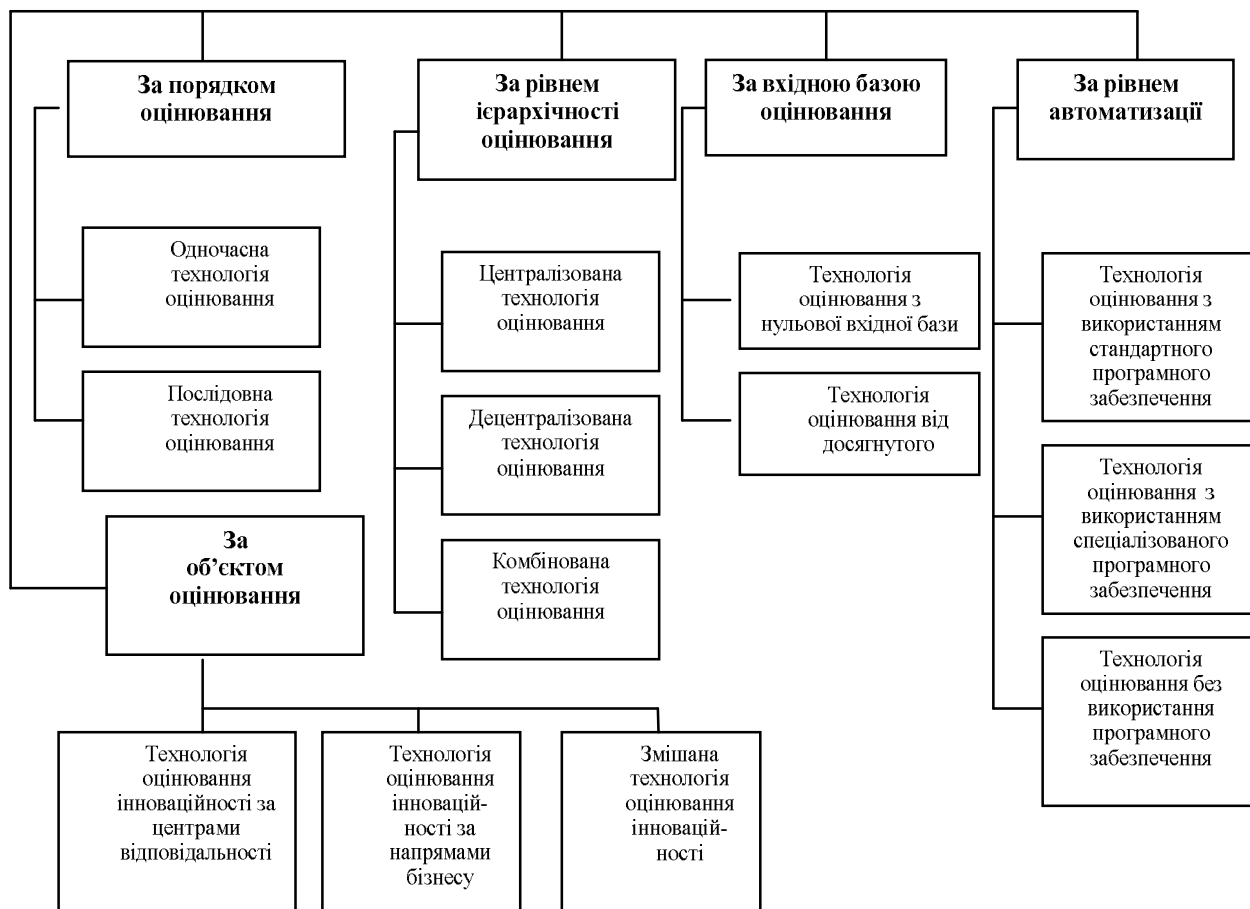 За порядком
оцінювання
За рівнем
ієрархічності
оцінювання
За вхідною базою
оцінювання
За рівнем
автоматизації
Одночасна
технологія
оцінювання
Послідовна
технологія
оцінювання
Централізована
технологія
оцінювання
Децентралізована
технологія
оцінювання
Комбінована
технологія
оцінювання
Технологія
оцінювання з
нульової вхідної бази
Технологія
оцінювання від
досягнутого
Технологія
оцінювання з
використанням
стандартного
програмного
забезпечення
Технологія
оцінювання з
використанням
спеціалізованого
програмного
забезпечення
Технологія
оцінювання без
використання
програмного
забезпечення
За
об’єктом
оцінювання
Технологія
оцінювання
інноваційності за
центрами
відповідальності
Технологія
оцінювання
інновацій-
ності за
напрямами
бізнесу
Змішана
технологія
оцінювання
інновацій-
ності